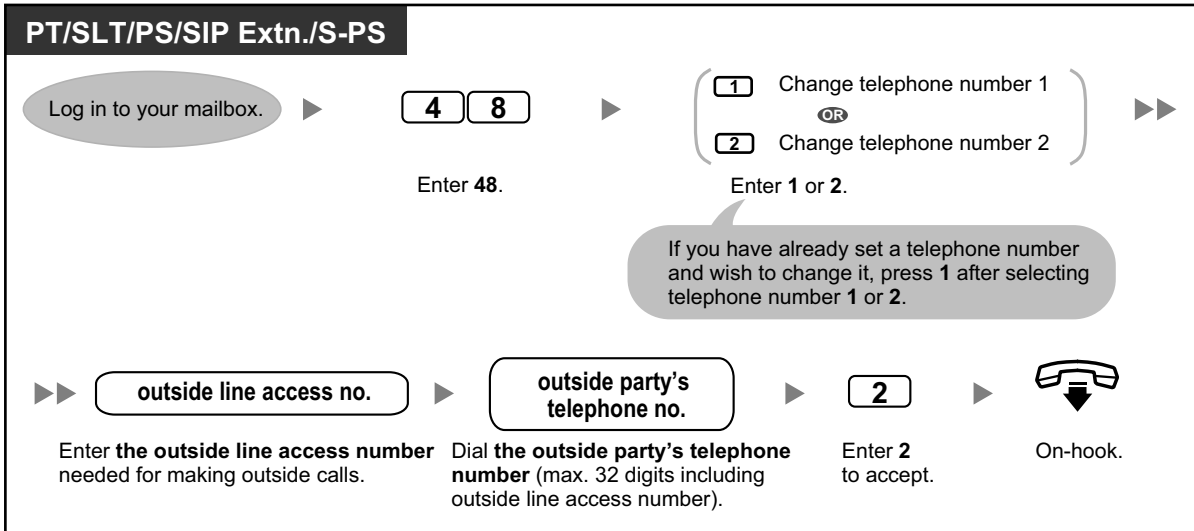 PT/SLT/PS/SIP Extn./S-PS
Log in to your mailbox.
4 8
Enter 48.
1 Change telephone number 1
OR
2 Change telephone number 2
Enter 1 or 2.
If you have already set a telephone number
and wish to change it, press 1 after selecting
telephone number 1 or 2.
outside line access no.
Enter the outside line access number
needed for making outside calls.
outside party's
telephone no.
Dial the outside party's telephone
number (max. 32 digits including
outside line access number).
2
Enter 2
to accept.
On-hook.